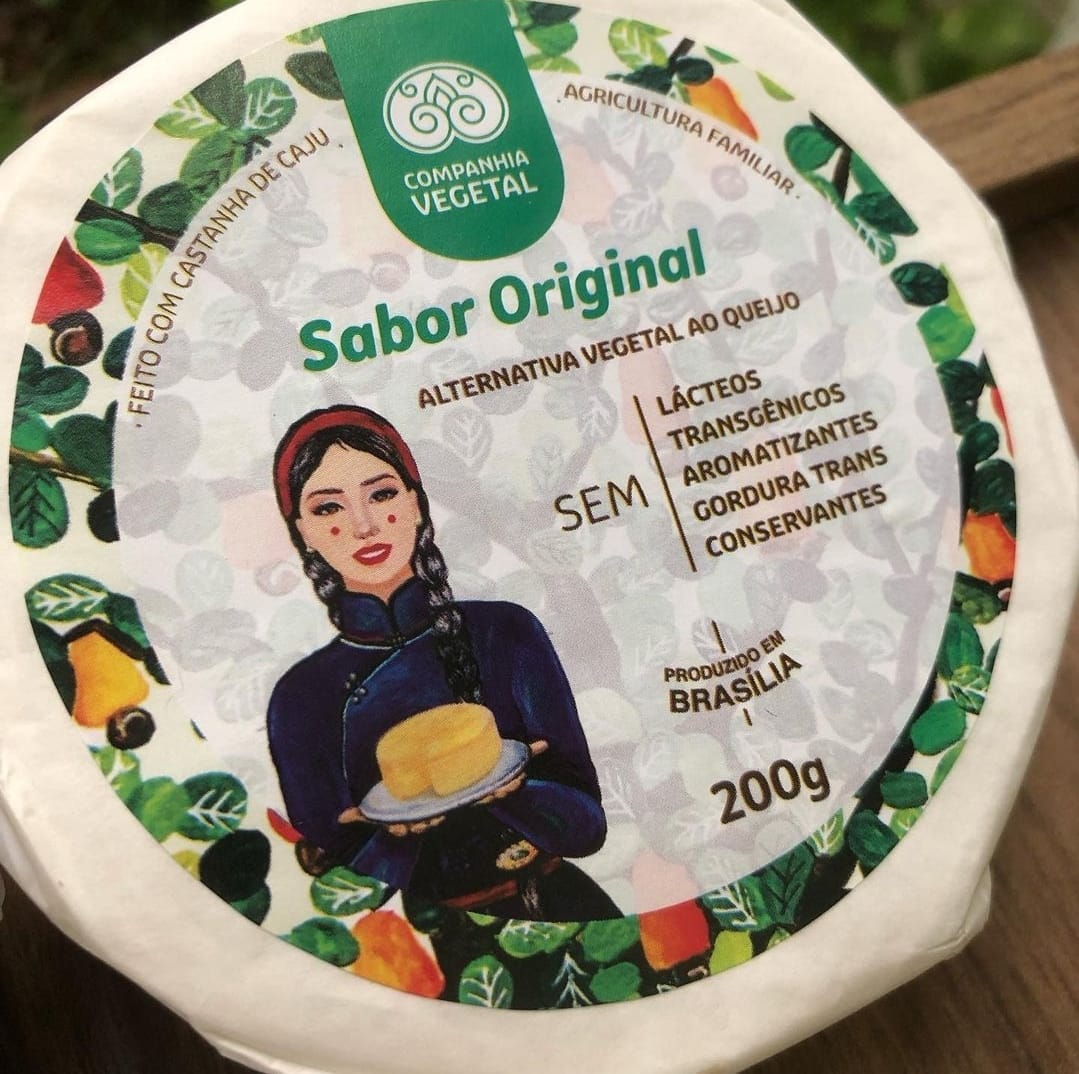 COMPANHIA
VEGETAL
. FEITO COM CASTANHA DE CAJU .
. AGRICULTURA FAMILIAR .
Sabor Original
ALTERNATIVA VEGETAL AO QUEIJO
SEM
LÁCTEOS
TRANSGÊNICOS
AROMATIZANTES
GORDURA TRANS
CONSERVANTES
PRODUZIDO EM
BRASÍLIA
200g